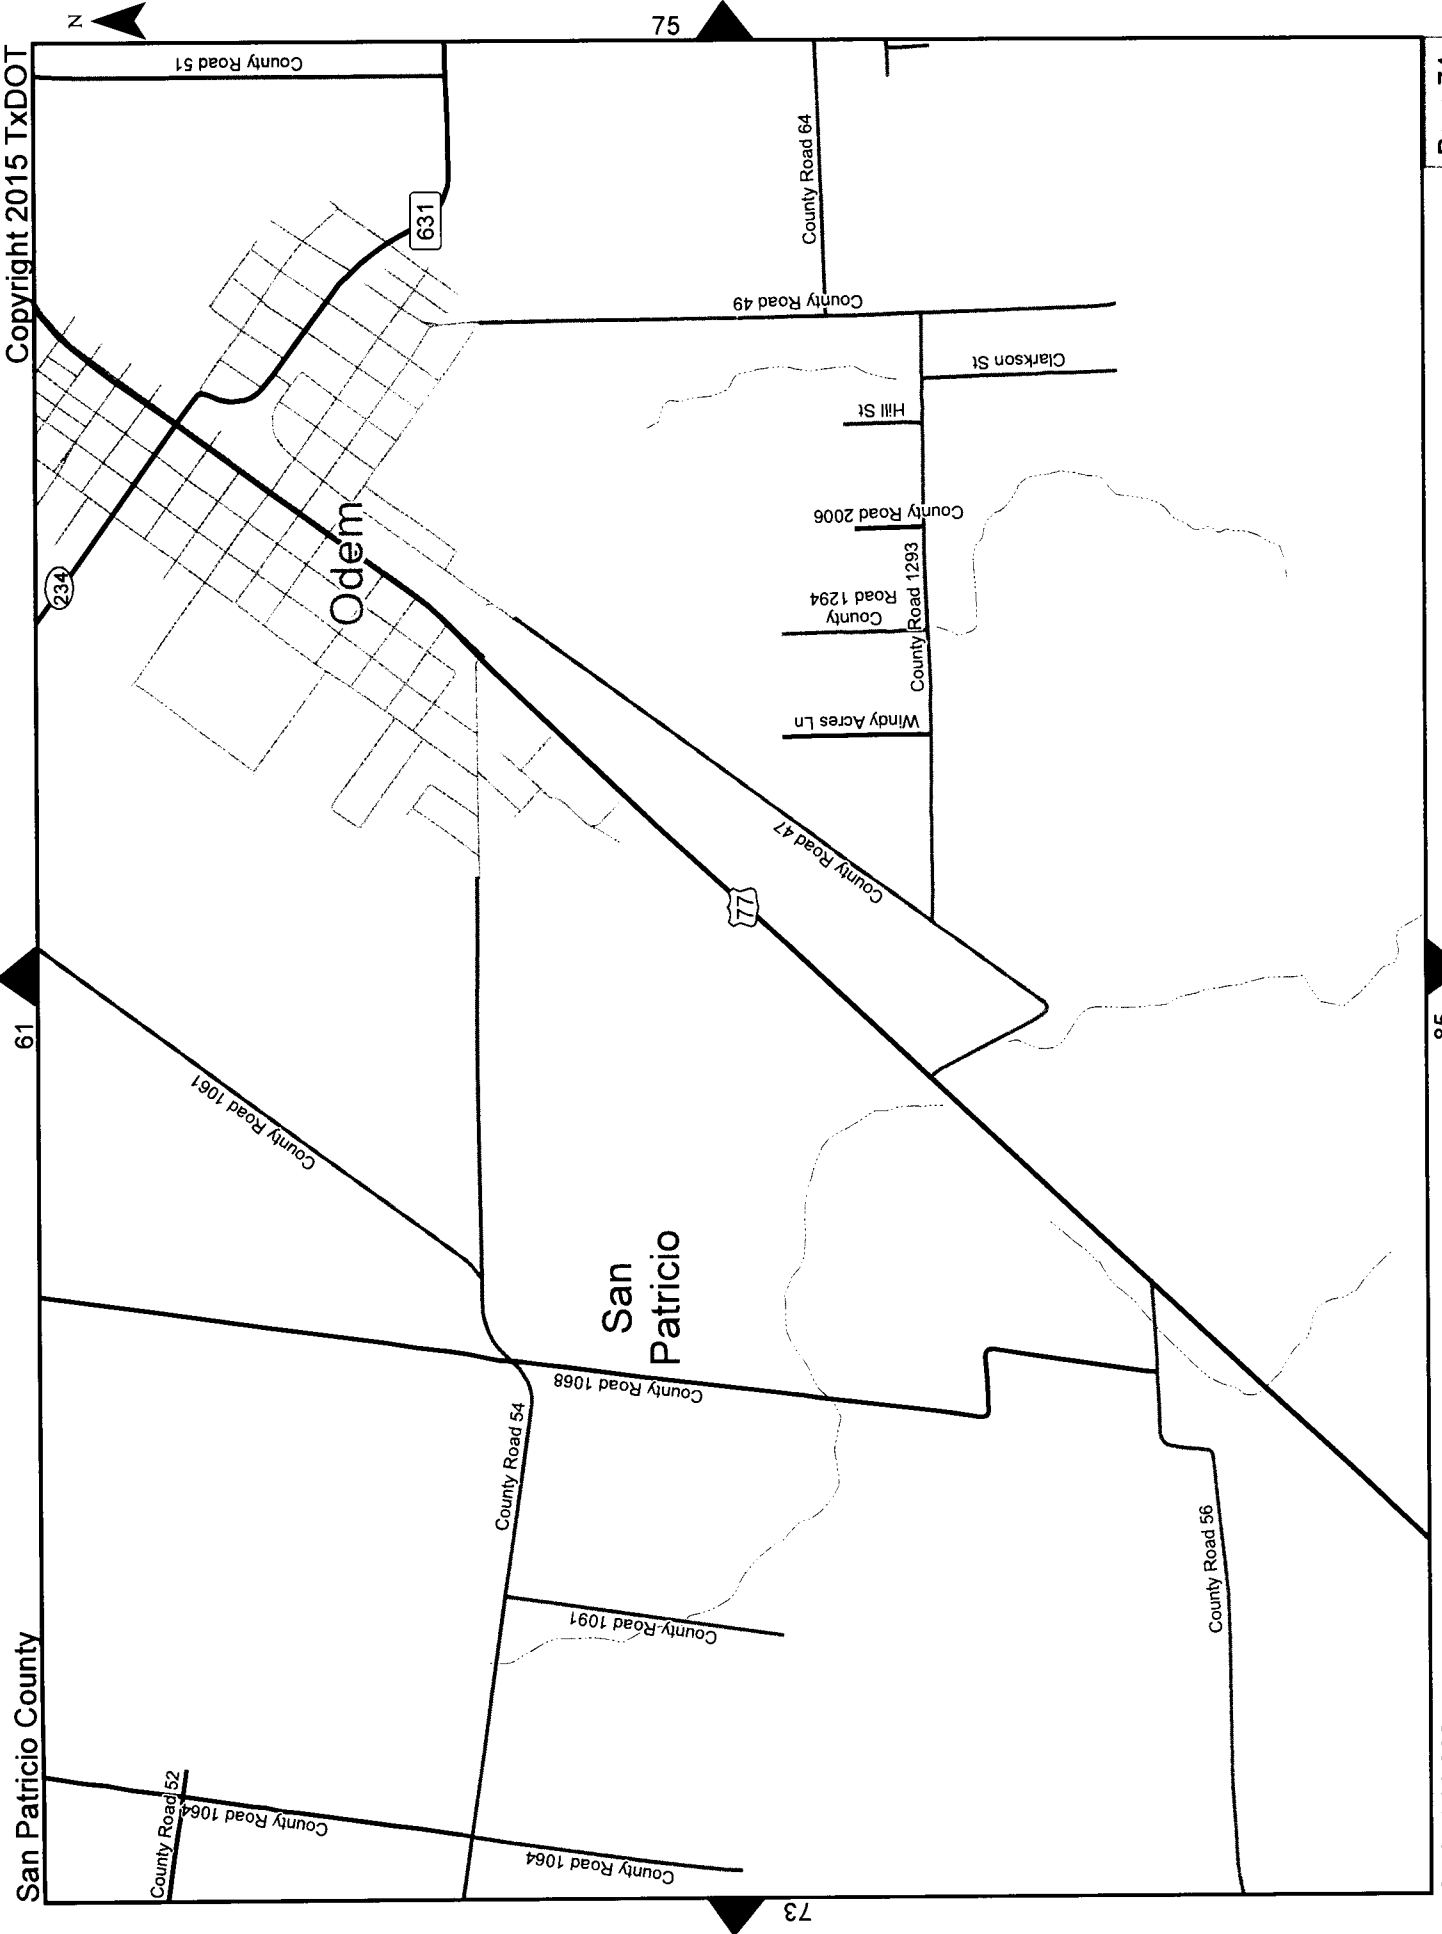 San Patricio County
Copyright 2015 TxDOT
N
61
75
73
County Road 51
631
234
Odem
County Road 64
County Road 49
Clarkson St
Hill St
County Road 2006
County
Road 1294
County Road 1293
Windy Acres Ln
County Road 47
77
County Road 1061
San
Patricio
County Road 1068
County Road 54
County Road 1091
County Road 56
County Road 52
County Road 1064
County Road 1064